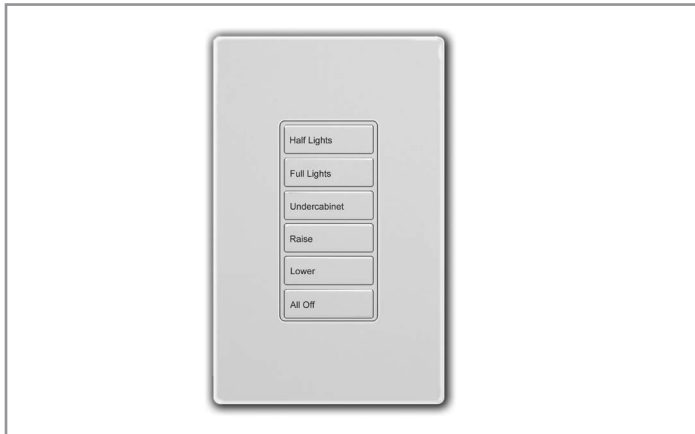 Half Lights
Full Lights
Undercabinet
Raise
Lower
All Off